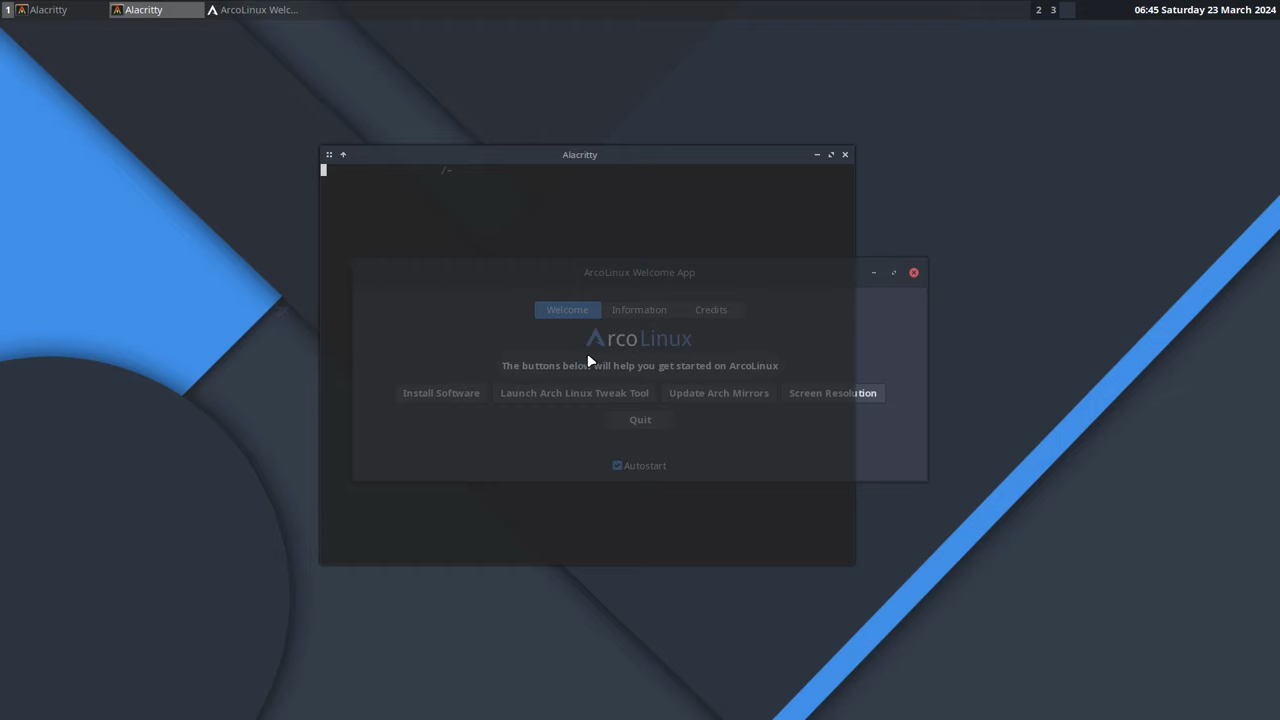 1 Alacritty Alacritty ArcoLinux Welc... 2 3 06:45 Saturday 23 March 2024
Alacritty
/-
ArcoLinux Welcome App
Welcome Information Credits
ArcoLinux
The buttons below will help you get started on ArcoLinux
Install Software Launch Arch Linux Tweak Tool Update Arch Mirrors Screen Resolution
Quit
Autostart